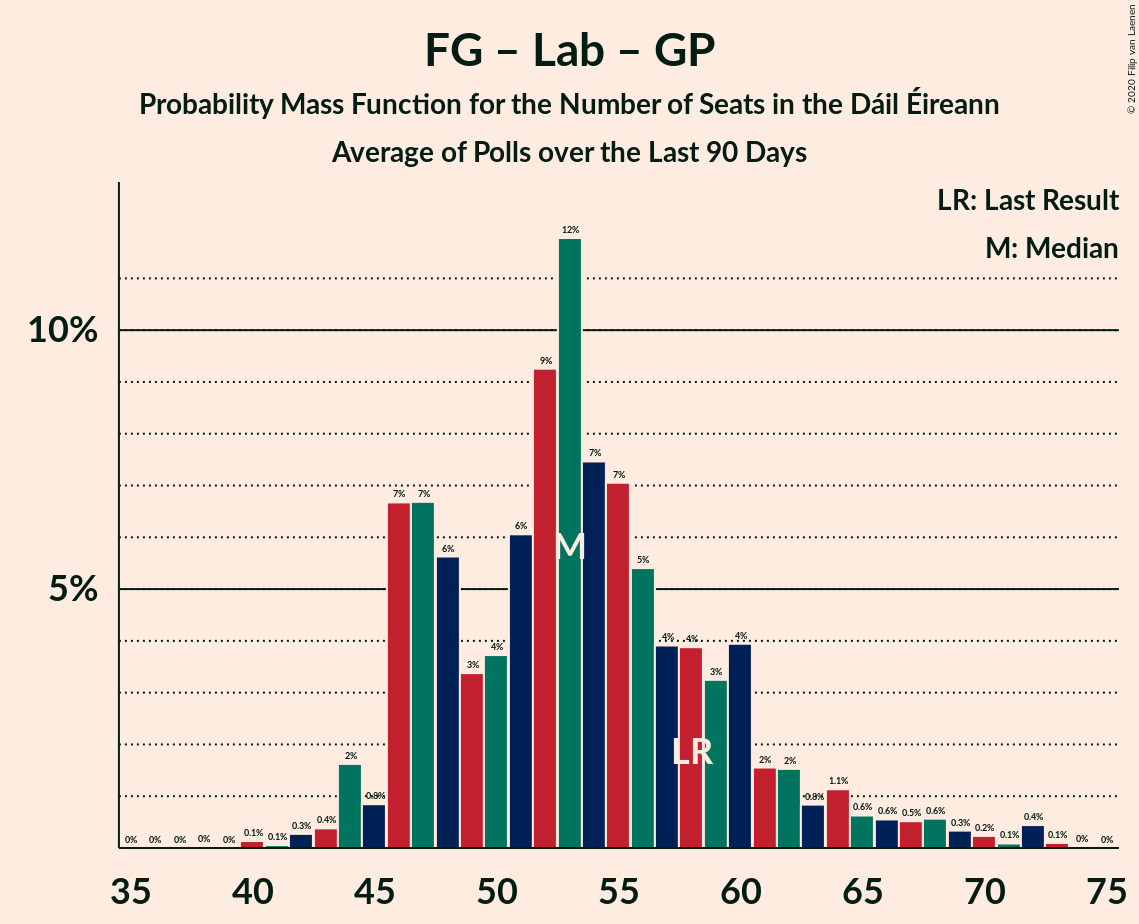 FG – Lab – GP
Probability Mass Function for the Number of Seats in the Dáil Éireann
Average of Polls over the Last 90 Days
© 2020 Filip van Laenen
LR: Last Result
M: Median
10%
5%
0% 0% 0% 0% 0% 0.1% 0.1% 0.3% 0.4% 2% 0.8% 7% 7% 6% 3% 4% 6% 9% 12% 7% 7% 5% 4% 4% 3% 4% 2% 2% 0.8% 1.1% 0.6% 0.6% 0.5% 0.6% 0.3% 0.2% 0.1% 0.4% 0.1% 0% 0%
M
LR
35 40 45 50 55 60 65 70 75